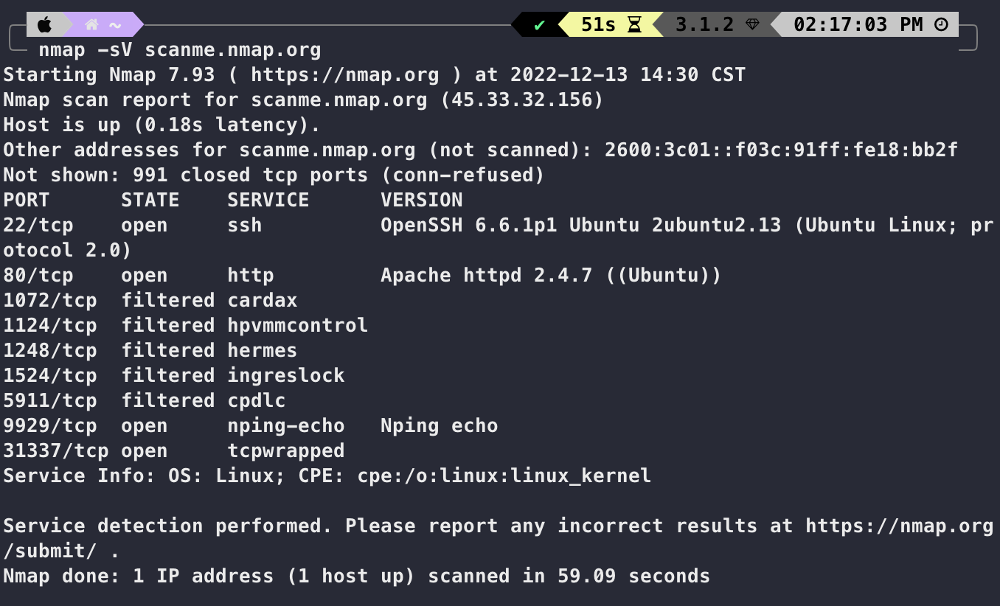 ~ ✔ 51s 3.1.2 02:17:03 PM
nmap -sV scanme.nmap.org
Starting Nmap 7.93 ( https://nmap.org ) at 2022-12-13 14:30 CST
Nmap scan report for scanme.nmap.org (45.33.32.156)
Host is up (0.18s latency).
Other addresses for scanme.nmap.org (not scanned): 2600:3c01::f03c:91ff:fe18:bb2f
Not shown: 991 closed tcp ports (conn-refused)
PORT      STATE    SERVICE      VERSION
22/tcp    open     ssh          OpenSSH 6.6.1p1 Ubuntu 2ubuntu2.13 (Ubuntu Linux; pr
otocol 2.0)
80/tcp    open     http         Apache httpd 2.4.7 ((Ubuntu))
1072/tcp  filtered cardax
1124/tcp  filtered hpvmmcontrol
1248/tcp  filtered hermes
1524/tcp  filtered ingreslock
5911/tcp  filtered cpdlc
9929/tcp  open     nping-echo   Nping echo
31337/tcp open     tcpwrapped
Service Info: OS: Linux; CPE: cpe:/o:linux:linux_kernel
Service detection performed. Please report any incorrect results at https://nmap.org
/submit/ .
Nmap done: 1 IP address (1 host up) scanned in 59.09 seconds